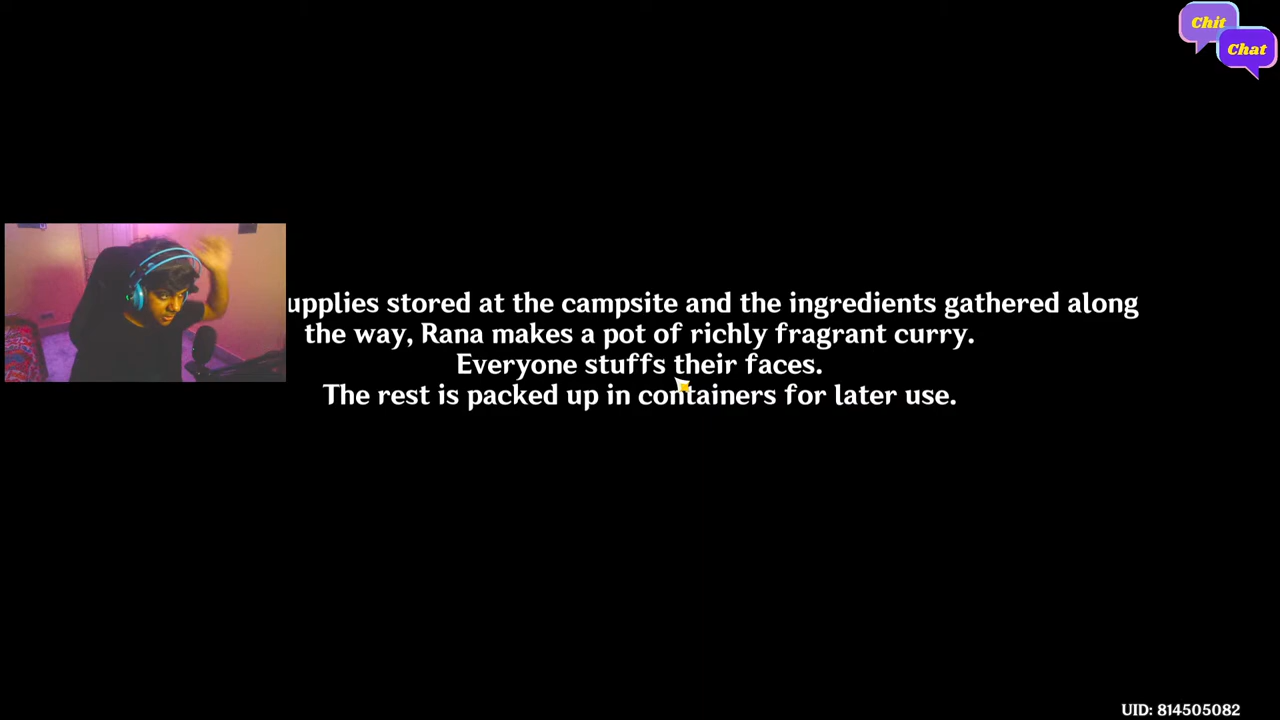 Chit
Chat
upplies stored at the campsite and the ingredients gathered along
the way, Rana makes a pot of richly fragrant curry.
Everyone stuffs their faces.
The rest is packed up in containers for later use.
UID: 814505082